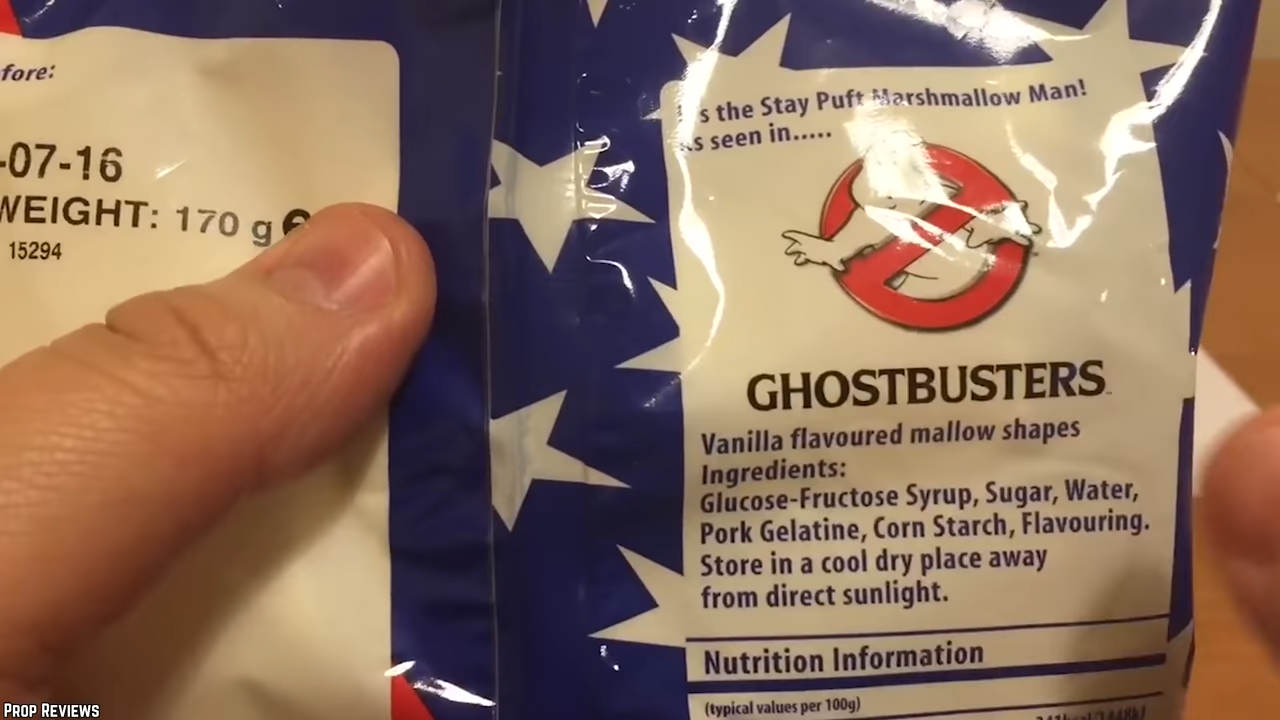 fore:
-07-16
WEIGHT: 170 g
15294
s the Stay Puft Marshmallow Man!
s seen in.....
GHOSTBUSTERS
Vanilla flavoured mallow shapes
Ingredients:
Glucose-Fructose Syrup, Sugar, Water,
Pork Gelatine, Corn Starch, Flavouring.
Store in a cool dry place away
from direct sunlight.
Nutrition Information
(typical values per 100g)
Prop Reviews